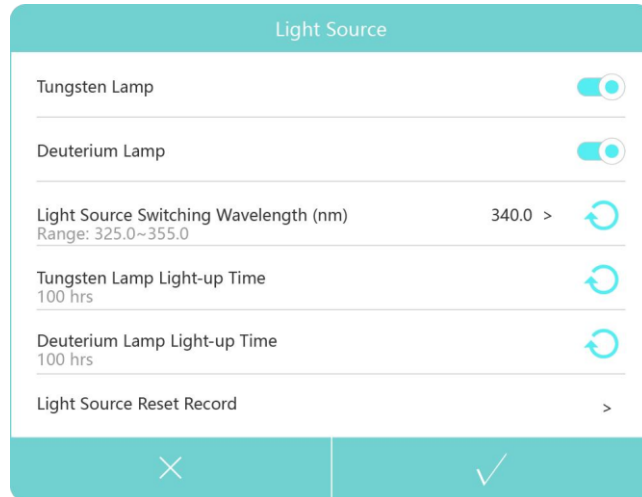 Light Source
Tungsten Lamp
Deuterium Lamp
Light Source Switching Wavelength (nm) 340.0 >
Range: 325.0~355.0
Tungsten Lamp Light-up Time
100 hrs
Deuterium Lamp Light-up Time
100 hrs
Light Source Reset Record >